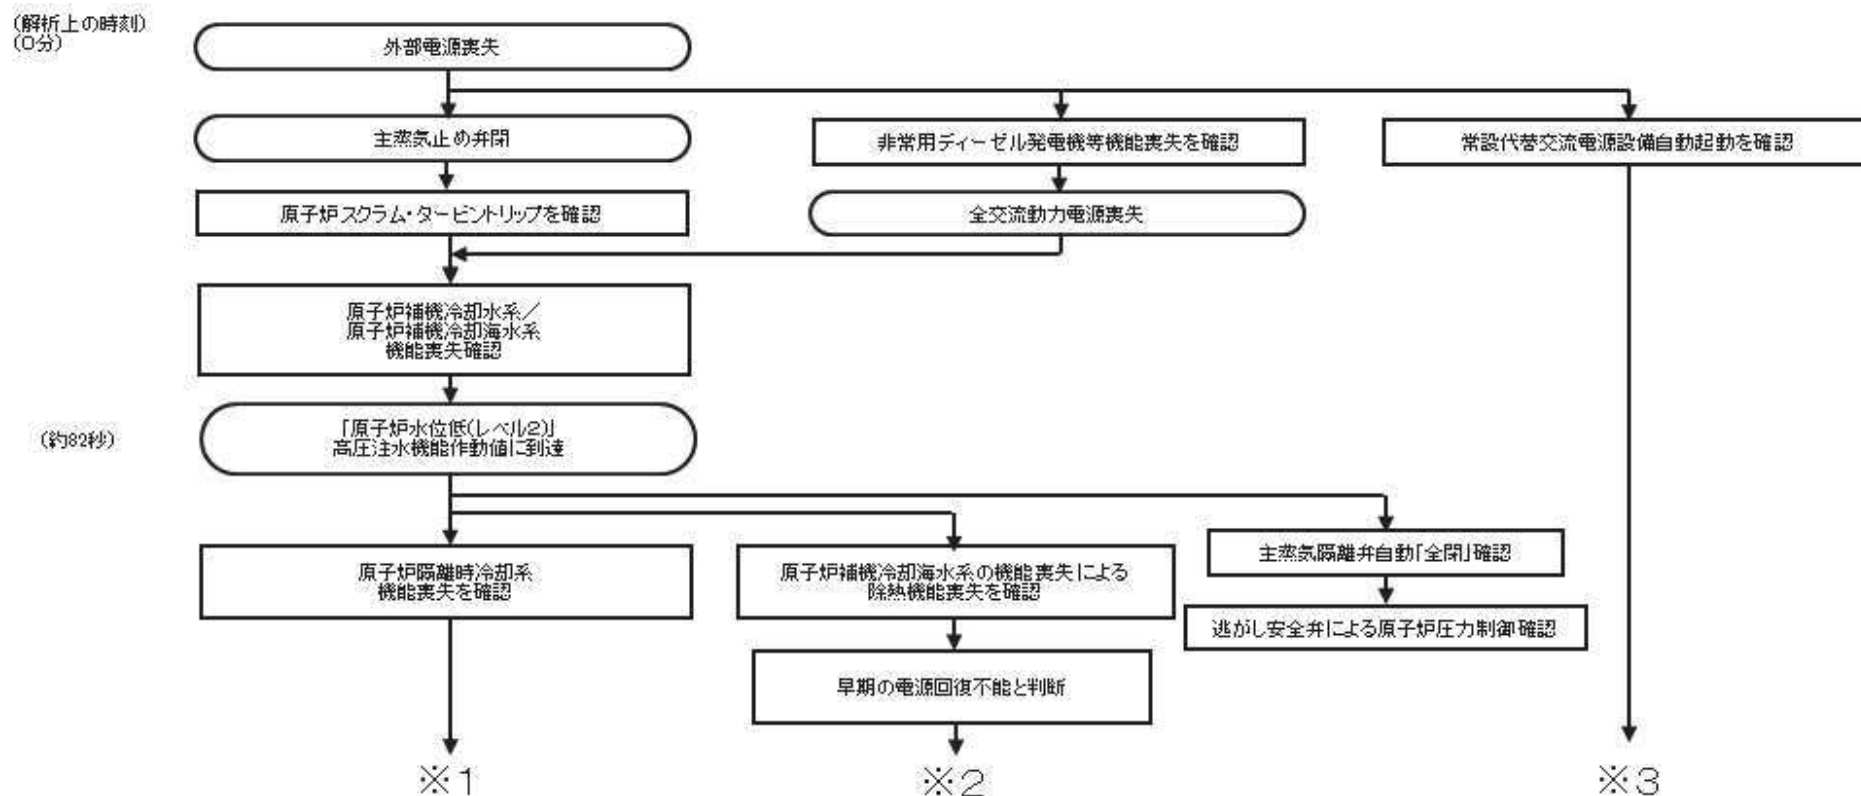 (解析上の時刻)
(0分)
外部電源喪失
主蒸気止め弁閉
非常用ディーゼル発電機等機能喪失を確認
常設代替交流電源設備自動起動を確認
原子炉スクラム・タービントリップを確認
全交流動力電源喪失
原子炉補機冷却水系／
原子炉補機冷却海水系
機能喪失確認
(約82秒)
「原子炉水位低(レベル2)」
高圧注水機能作動値に到達
原子炉隔離時冷却系
機能喪失を確認
原子炉補機冷却海水系の機能喪失による
除熱機能喪失を確認
主蒸気隔離弁自動「全閉」確認
逃がし安全弁による原子炉圧力制御確認
早期の電源回復不能と判断
※1
※2
※3